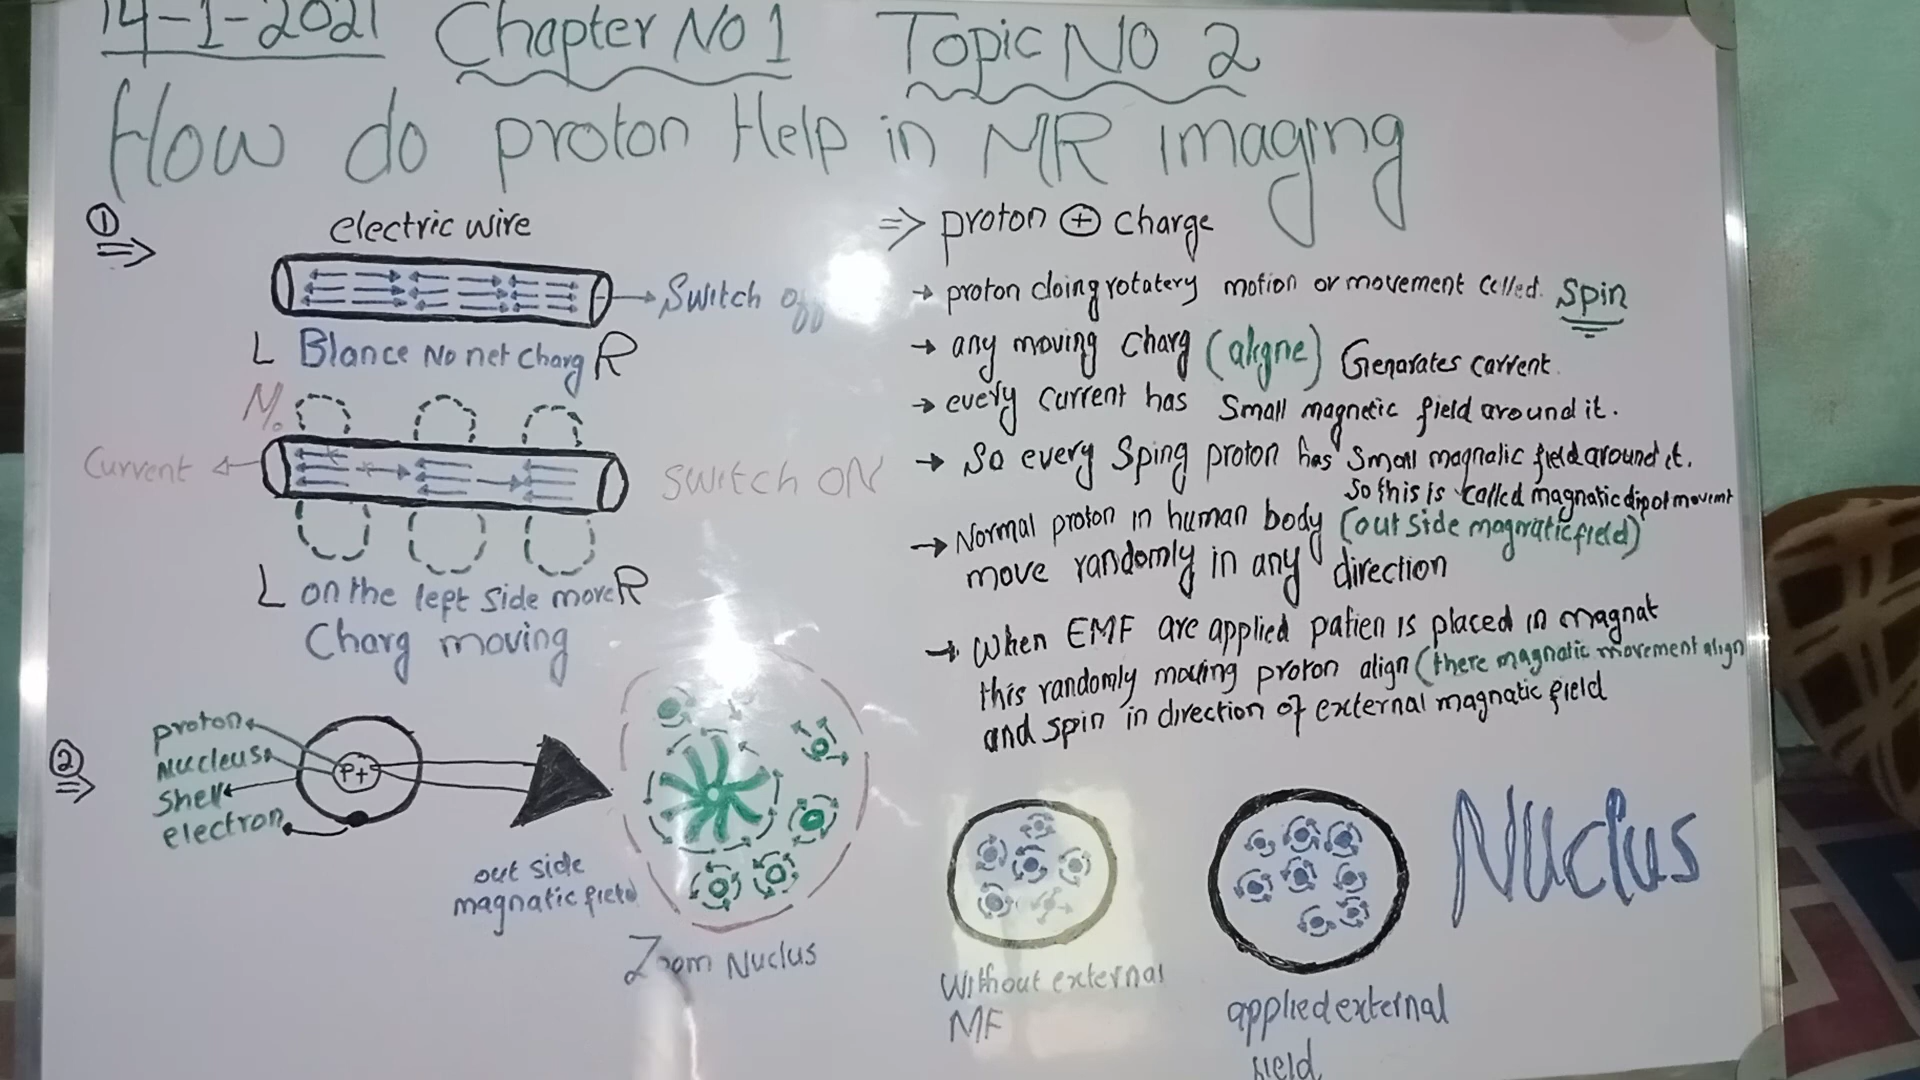 14-1-2021 Chapter No 1 Topic No 2
How do proton Help in MR imaging
①
electric wire
Switch off
L Blance No net charg R
M.
Current
Switch ON
L on the lept side move R
Charg moving
②
proton
Nucleus
Shell
electron
P+
out side
magnatic field
Zoom Nuclus
⇒ proton ⊕ charge
→ proton doing rotatery motion or movement called. Spin
→ any moving charg (aligne) Genarates current.
→ every current has small magnetic field around it.
→ so every sping proton has small magnatic field around it.
so this is called magnatic dipol movemt
→ Normal proton in human body (out side magnatic field)
move randomly in any direction
→ when EMF are applied patien is placed in magnat
this randomly moving proton align (there magnatic movement align
and spin in direction of external magnatic field
Without external
MF
applied external
field
Nuclus